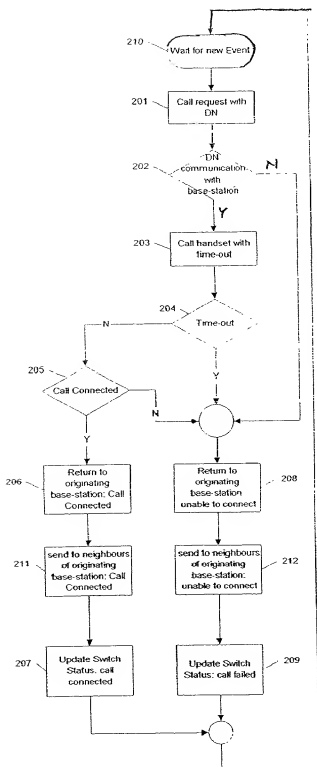 210
Wait for new Event
201
Call request with
DN
202
DN
communication
with
base-station
N
Y
203
Call handset with
time-out
204
Time-out
N
Y
205
Call Connected
N
Y
206
Return to
originating
base-station: Call
Connected
Return to
originating
base-station
unable to connect
208
211
send to neighbours
of originating
base-station: Call
Connected
send to neighbours
of originating
base-station:
unable to connect
212
207
Update Switch
Status. call
connected
Update Switch
Status: call failed
209